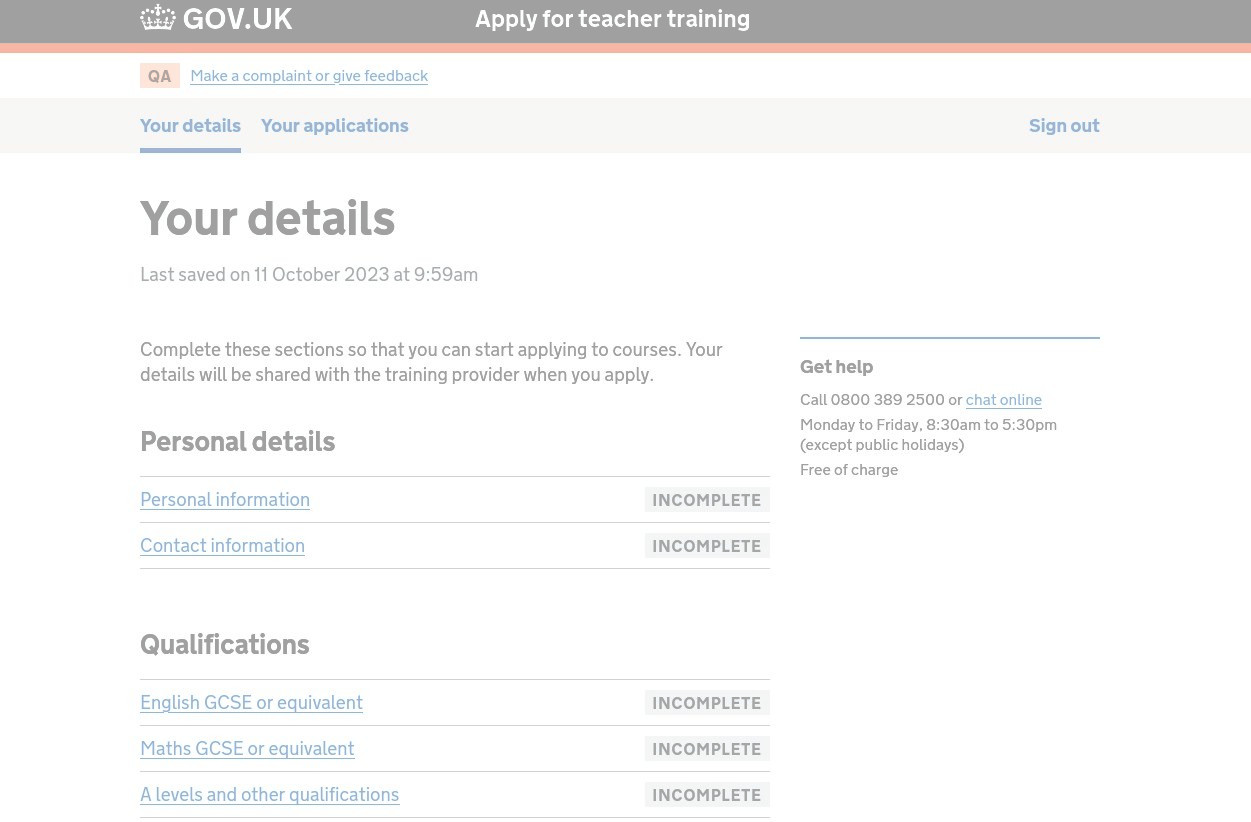 GOV.UK
Apply for teacher training
QA Make a complaint or give feedback
Your details Your applications Sign out
Your details
Last saved on 11 October 2023 at 9:59am
Complete these sections so that you can start applying to courses. Your
details will be shared with the training provider when you apply.
Personal details
Personal information INCOMPLETE
Contact information INCOMPLETE
Qualifications
English GCSE or equivalent INCOMPLETE
Maths GCSE or equivalent INCOMPLETE
A levels and other qualifications INCOMPLETE
Get help
Call 0800 389 2500 or chat online
Monday to Friday, 8:30am to 5:30pm
(except public holidays)
Free of charge